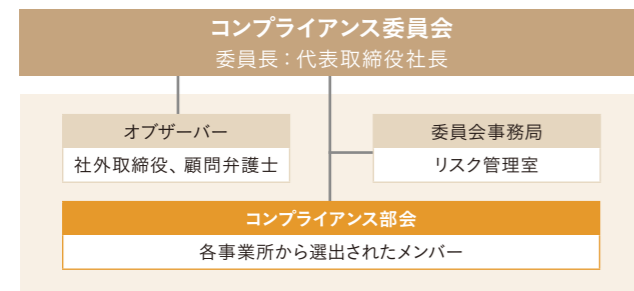 コンプライアンス委員会
委員長：代表取締役社長
オブザーバー
社外取締役、顧問弁護士
委員会事務局
リスク管理室
コンプライアンス部会
各事業所から選出されたメンバー